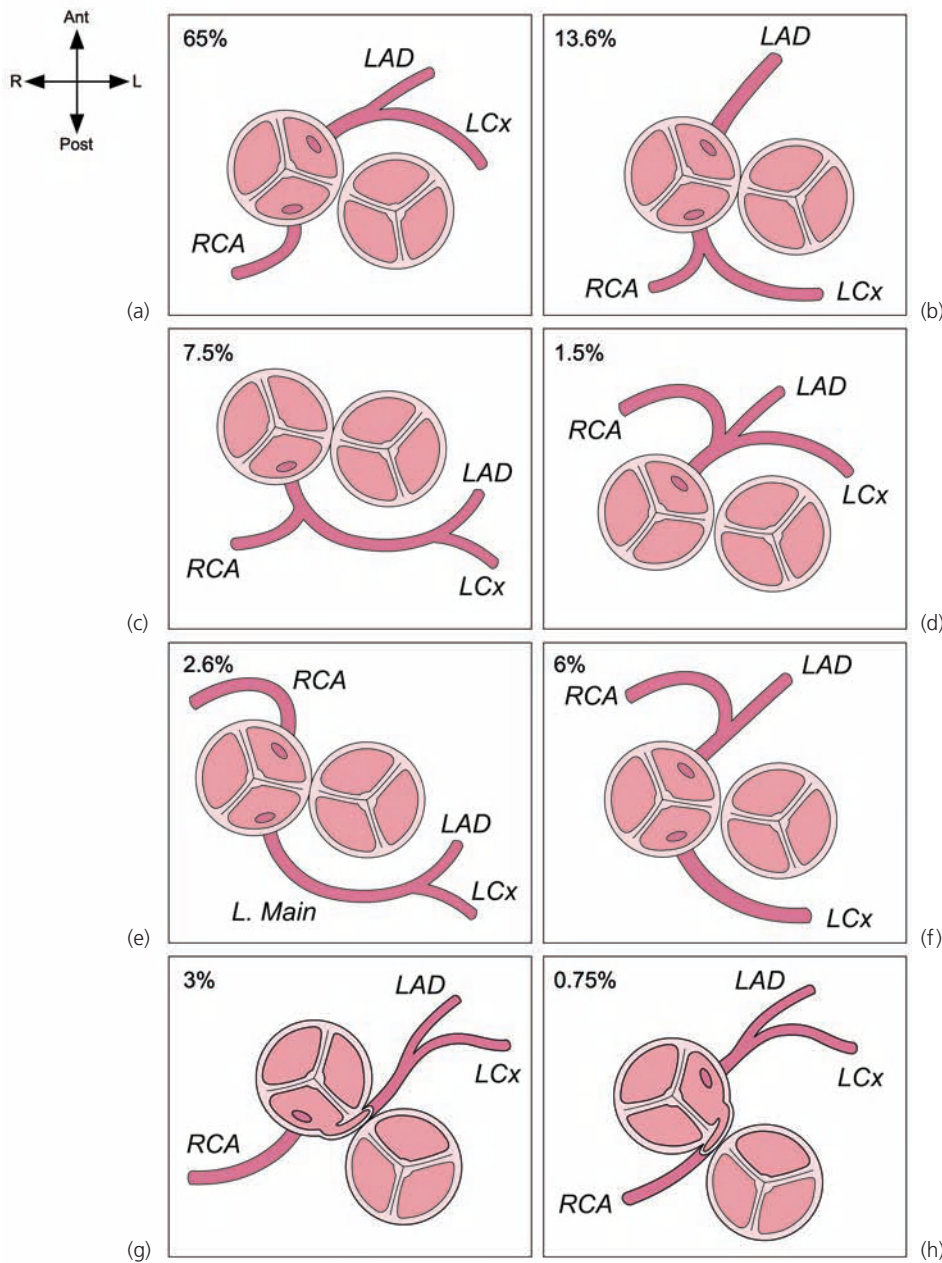 Ant
R
L
Post
65%
LAD
LCx
RCA
(a)
13.6%
LAD
RCA
LCx
(b)
7.5%
LAD
RCA
LCx
(c)
1.5%
LAD
RCA
LCx
(d)
2.6%
RCA
LAD
L. Main
LCx
(e)
6%
RCA
LAD
LCx
(f)
3%
LAD
LCx
RCA
(g)
0.75%
LAD
LCx
RCA
(h)